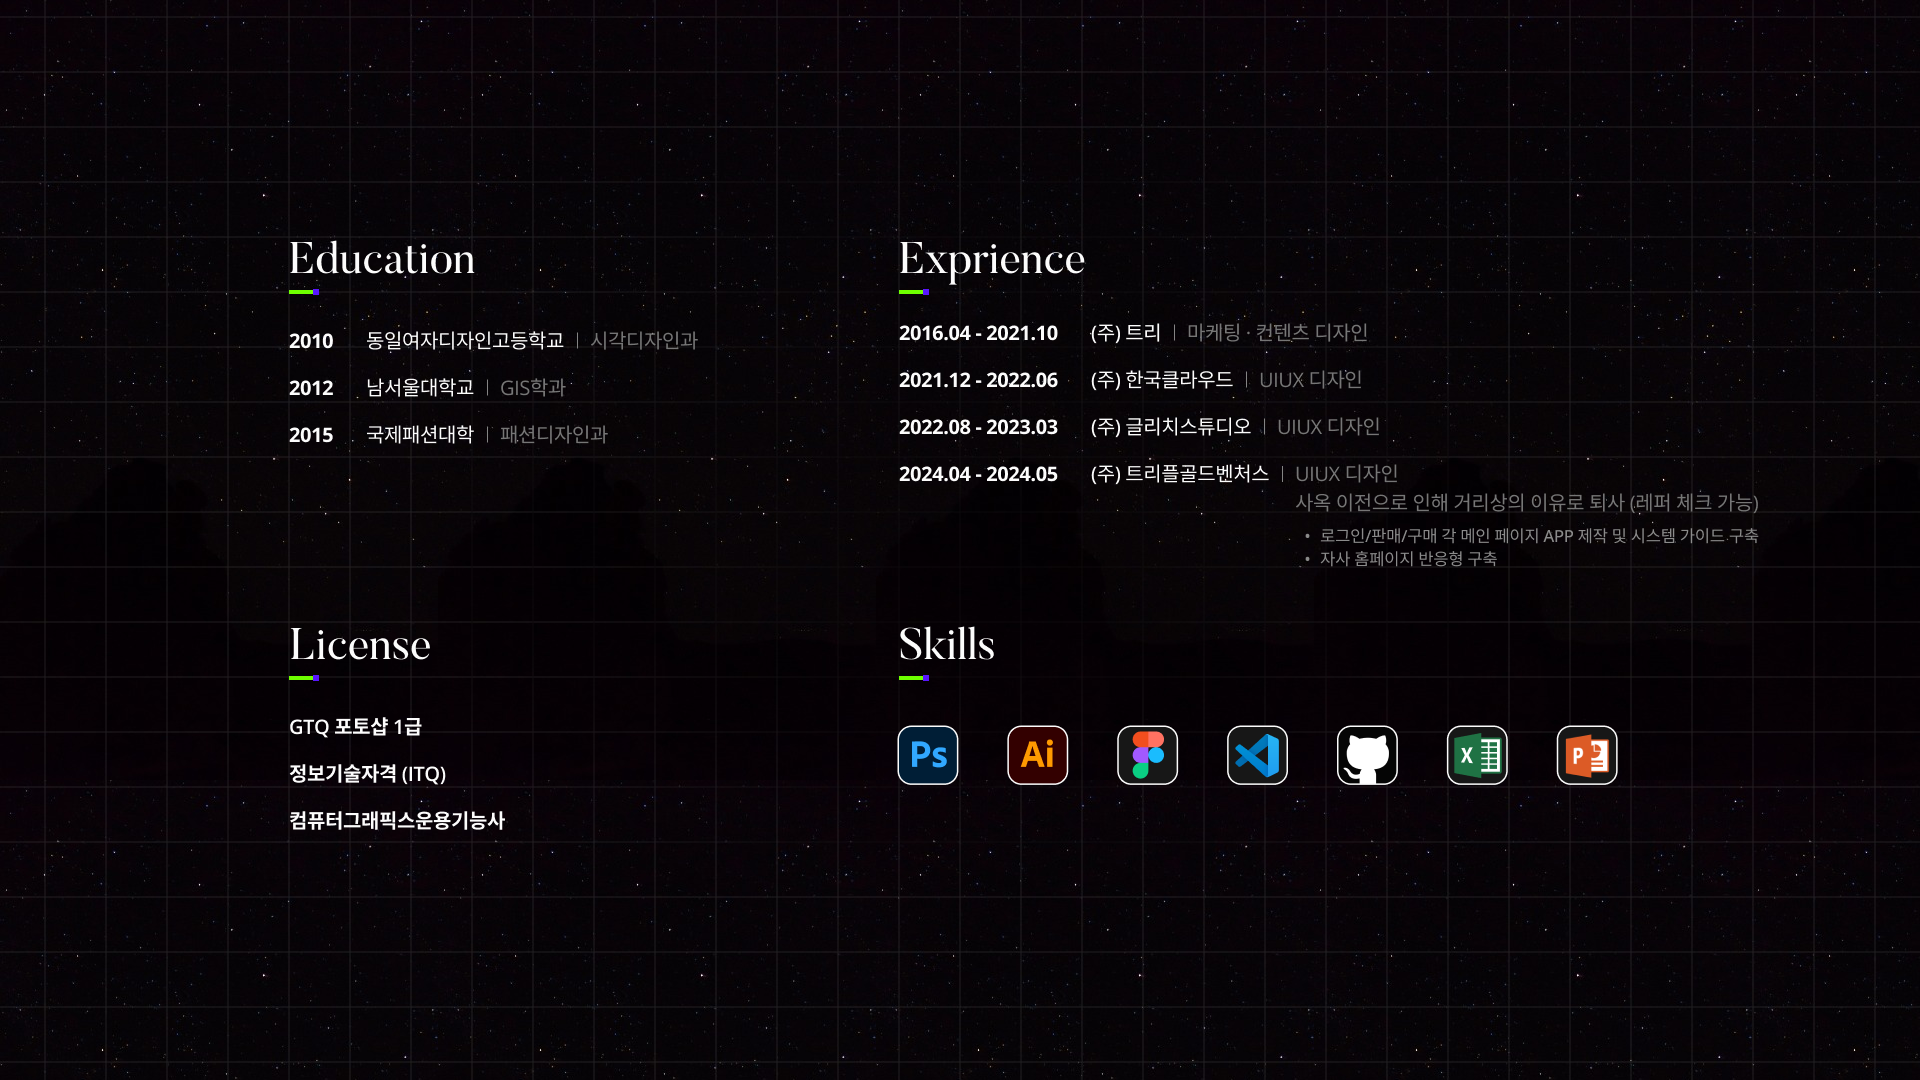 Education
2010 동일여자디자인고등학교 | 시각디자인과
2012 남서울대학교 | GIS학과
2015 국제패션대학 | 패션디자인과
Exprience
2016.04 - 2021.10 (주) 트리 | 마케팅 · 컨텐츠 디자인
2021.12 - 2022.06 (주) 한국클라우드 | UIUX 디자인
2022.08 - 2023.03 (주) 글리치스튜디오 | UIUX 디자인
2024.04 - 2024.05 (주) 트리플골드벤처스 | UIUX 디자인
사옥 이전으로 인해 거리상의 이유로 퇴사 (레퍼 체크 가능)
• 로그인/판매/구매 각 메인 페이지 APP 제작 및 시스템 가이드 구축
• 자사 홈페이지 반응형 구축
License
GTQ 포토샵 1급
정보기술자격 (ITQ)
컴퓨터그래픽스운용기능사
Skills
Ps
Ai
X
P